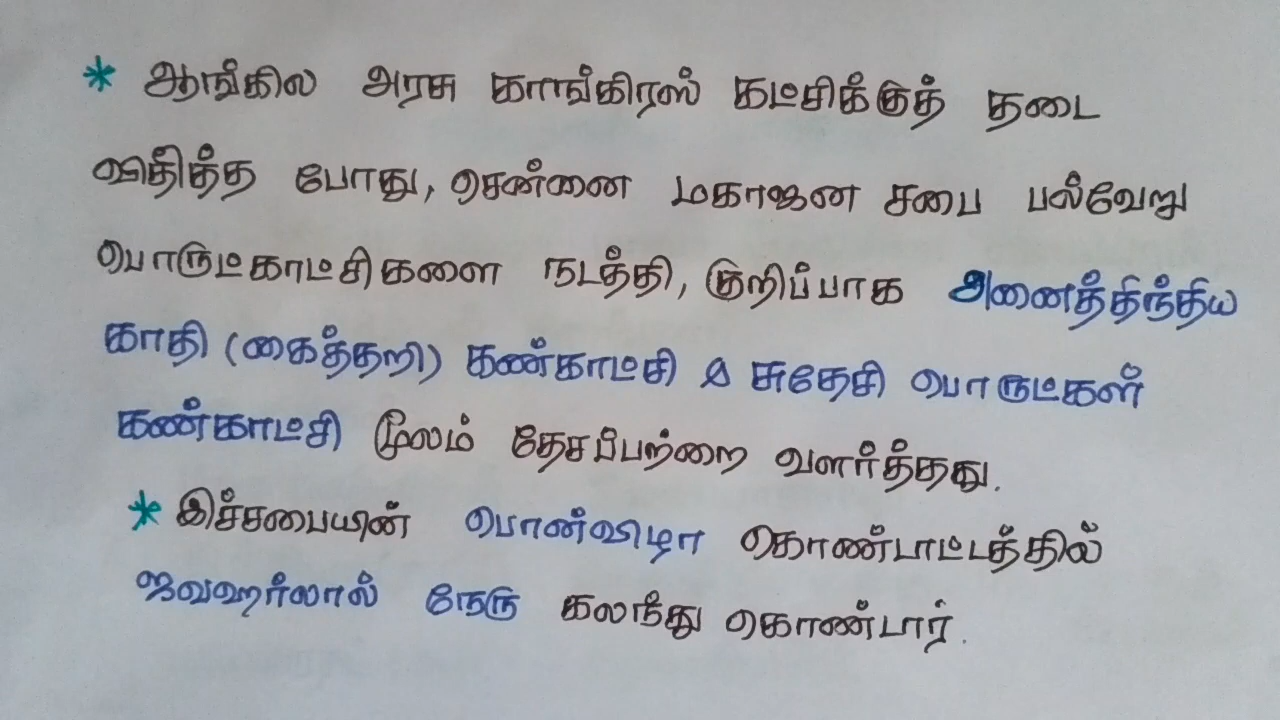 * ஆங்கில அரசு காங்கிரஸ் கட்சிக்குத் தடை
விதித்த போது, சென்னை மகாஜன சபை பல்வேறு
பொருட்காட்சிகளை நடத்தி, குறிப்பாக அனைத்திந்திய
காதி (கைத்தறி) கண்காட்சி & சுதேசி பொருட்கள்
கண்காட்சி மூலம் தேசப்பற்றை வளர்த்தது.
* இச்சபையின் பொன்விழா கொண்டாட்டத்தில்
ஜவஹர்லால் நேரு கலந்து கொண்டார்.